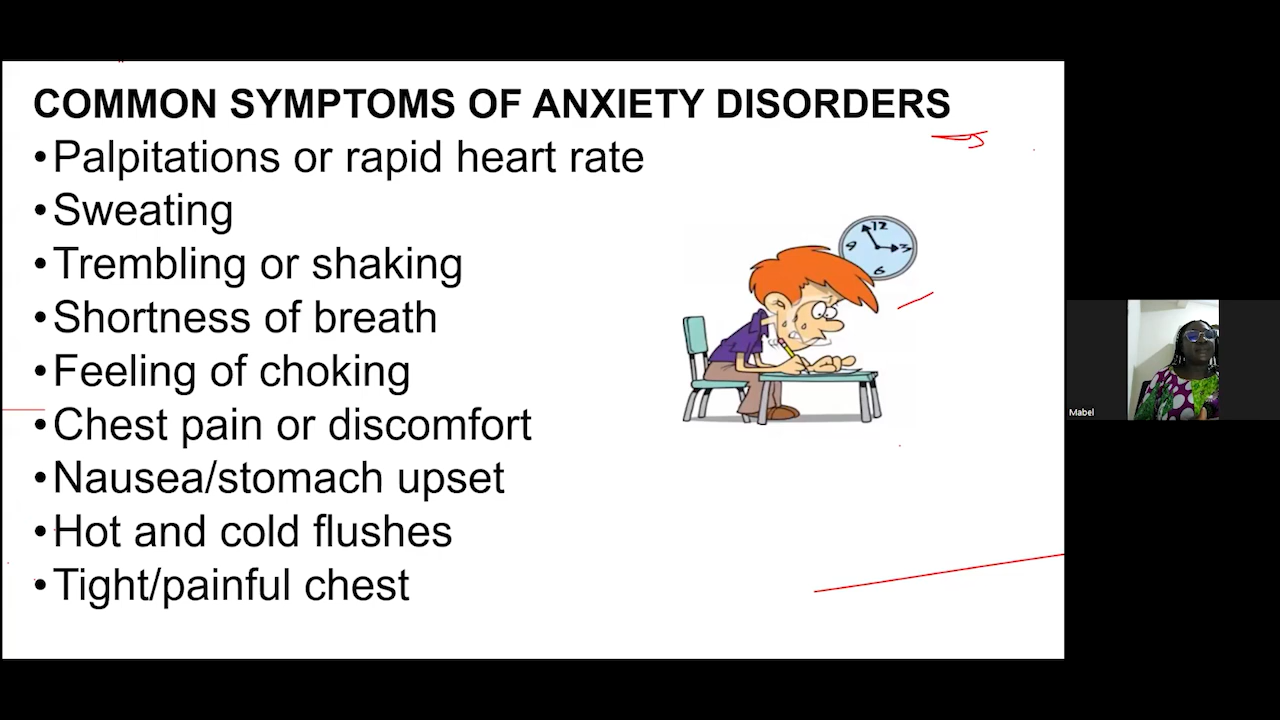 COMMON SYMPTOMS OF ANXIETY DISORDERS
•Palpitations or rapid heart rate
•Sweating
•Trembling or shaking
•Shortness of breath
•Feeling of choking
•Chest pain or discomfort
•Nausea/stomach upset
•Hot and cold flushes
•Tight/painful chest
12
9 3
6
Mabel